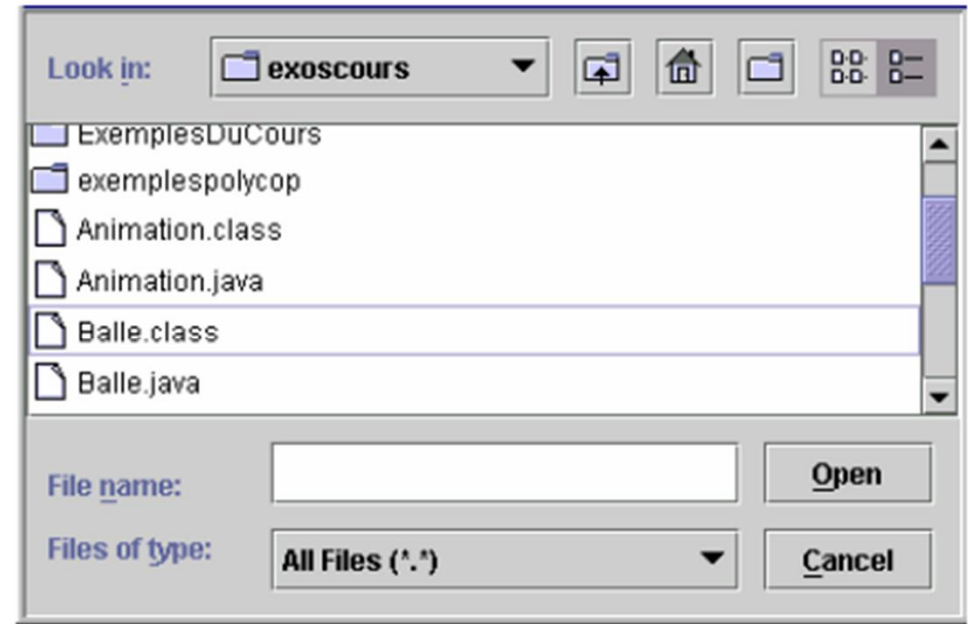 Look in: exoscours
ExemplesDuCours
exemplespolycop
Animation.class
Animation.java
Balle.class
Balle.java
File name: Open
Files of type: All Files (*.*) Cancel